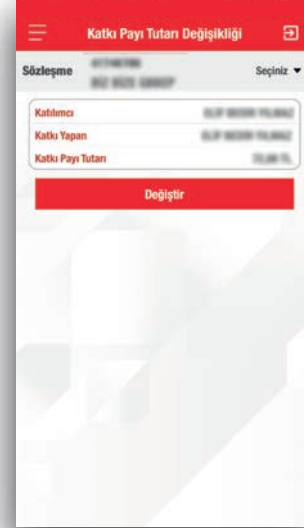 Katkı Payı Tutarı Değişikliği
Sözleşme
Seçiniz
Katılımcı
Katkı Yapan
Katkı Payı Tutarı
Değiştir